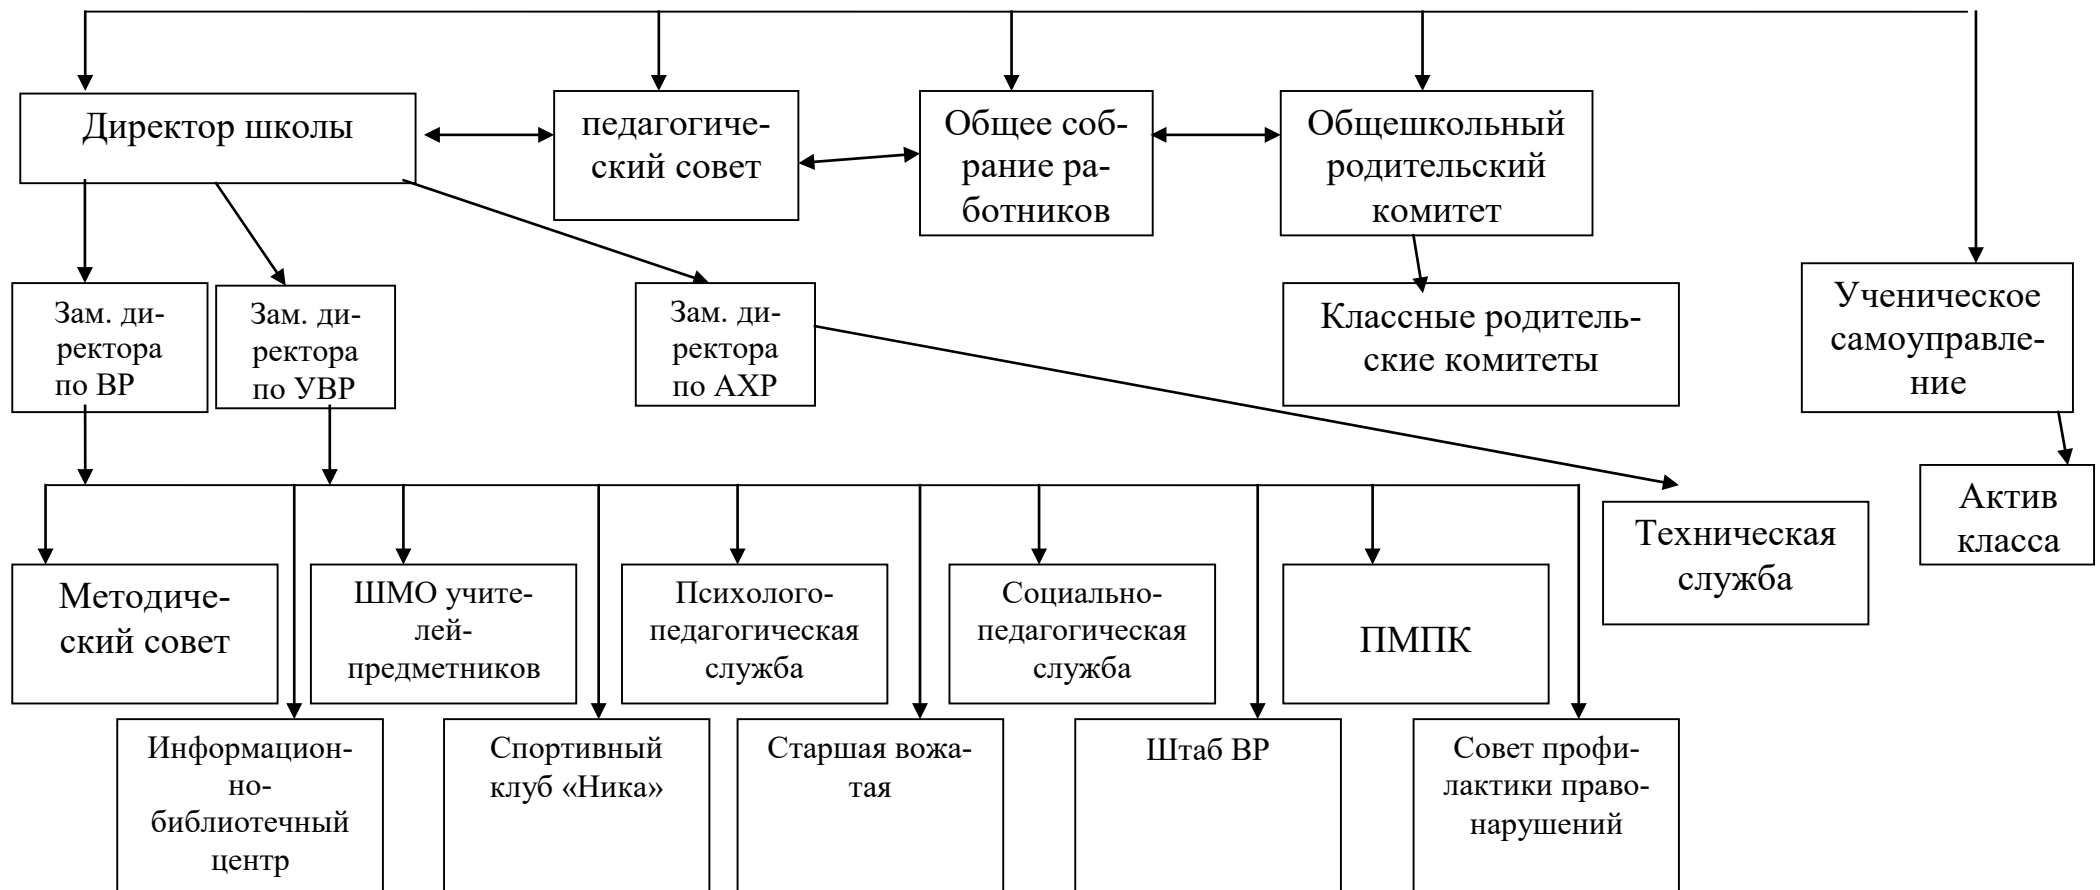 Директор школы
педагогиче-
ский совет
Общее соб-
рание ра-
ботников
Общешкольный
родительский
комитет
Зам. ди-
ректора
по ВР
Зам. ди-
ректора
по УВР
Зам. ди-
ректора
по АХР
Классные родитель-
ские комитеты
Ученическое
самоуправле-
ние
Актив
класса
Техническая
служба
Методиче-
ский совет
ШМО учите-
лей-
предметников
Психолого-
педагогическая
служба
Социально-
педагогическая
служба
ПМПК
Информацион-
но-
библиотечный
центр
Спортивный
клуб «Ника»
Старшая вожа-
тая
Штаб ВР
Совет профи-
лактики право-
нарушений